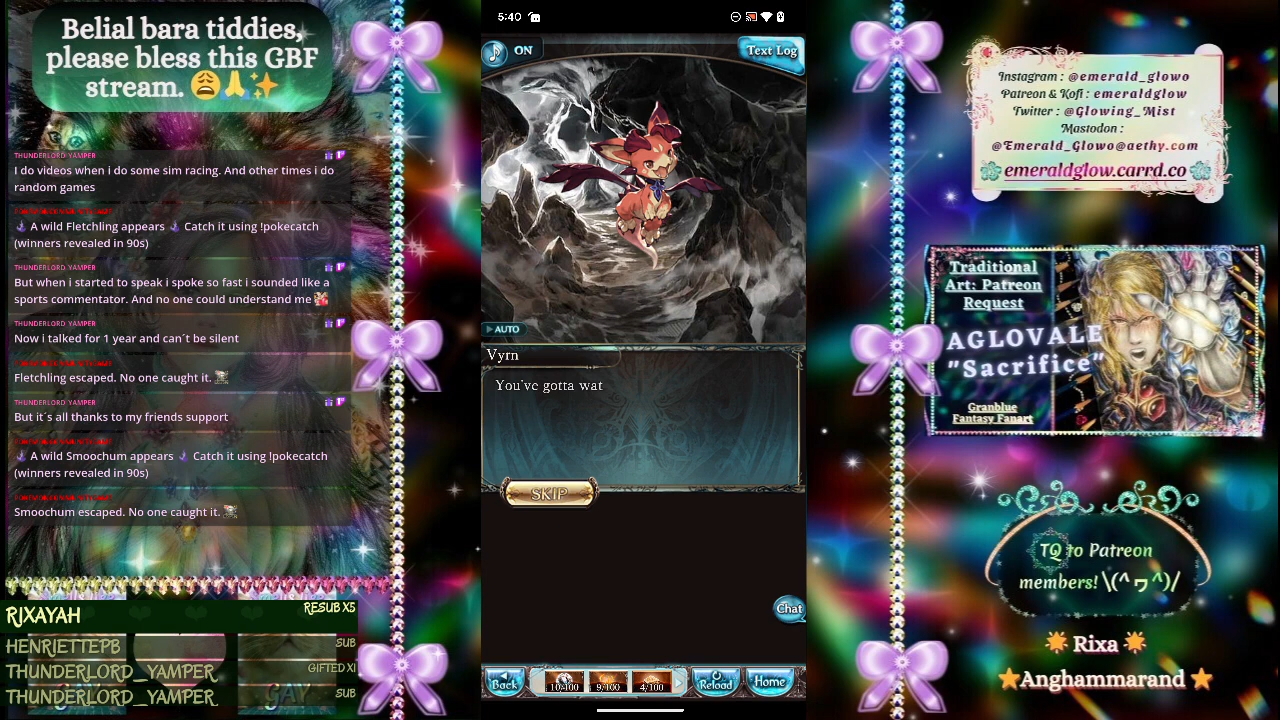 Belial bara tiddies,
please bless this GBF
stream. 😩🙏✨
THUNDERLORD_YAMPER
I do videos when i do some sim racing. And other times i do
random games
A wild Fletchling appears Catch it using !pokecatch
(winners revealed in 90s)
THUNDERLORD_YAMPER
But when i started to speak i spoke so fast i sounded like a
sports commentator. And no one could understand me
THUNDERLORD_YAMPER
Now i talked for 1 year and can´t be silent
Fletchling escaped. No one caught it.
THUNDERLORD_YAMPER
But it´s all thanks to my friends support
A wild Smoochum appears Catch it using !pokecatch
(winners revealed in 90s)
Smoochum escaped. No one caught it.
RIXAYAH RESUB X5
HENRIETTEPB SUB
THUNDERLORD_YAMPER GIFTED X1
THUNDERLORD_YAMPER SUB
GAY
5:40
ON
Text Log
AUTO
Vyrn
You've gotta wat
SKIP
Chat
Back
10/100
9/100
4/100
Reload
Home
Instagram : @emerald_glowo
Patreon & Kofi : emeraldglow
Twitter : @Glowing_Mist
Mastodon :
@Emerald_Glowo@aethy.com
emeraldglow.carrd.co
Traditional
Art: Patreon
Request
AGLOVALE
"Sacrifice"
Granblue
Fantasy Fanart
TQ to Patreon
members! \(^ ヮ^)/
🌟 Rixa 🌟
⭐Anghammarand ⭐